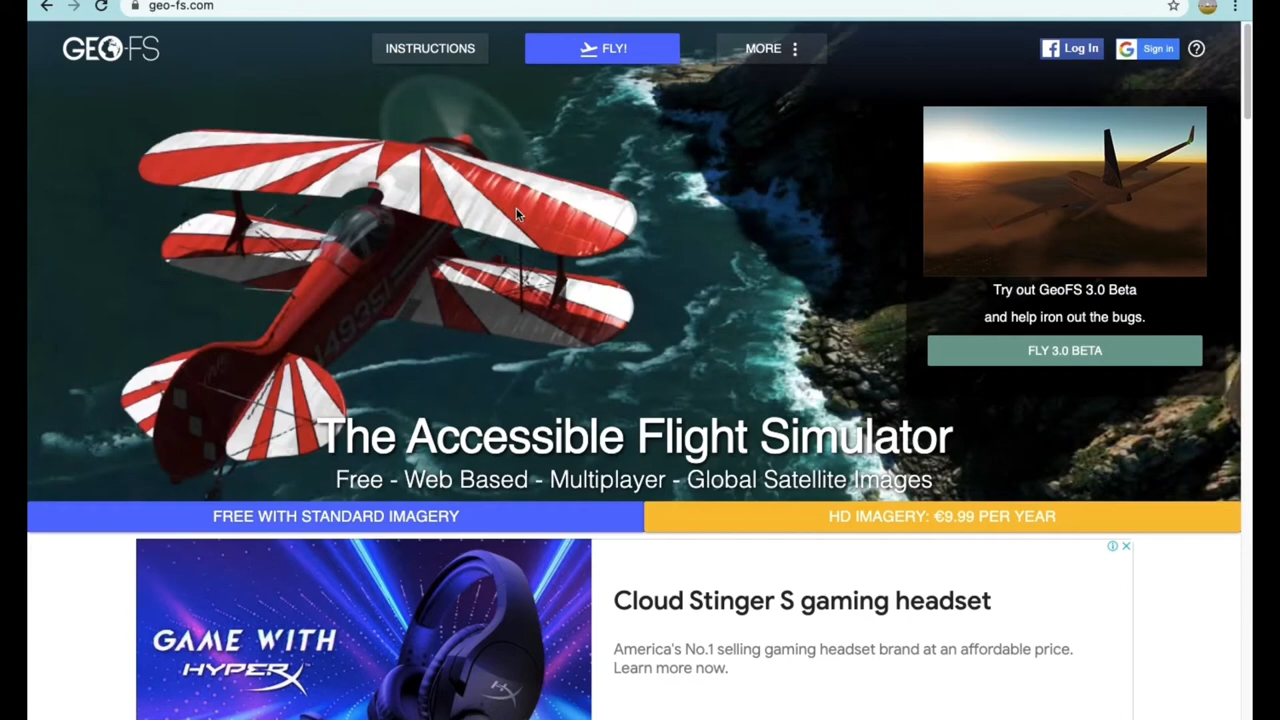 geo-fs.com
GEO-FS
INSTRUCTIONS
FLY!
MORE
Log In
Sign in
Try out GeoFS 3.0 Beta
and help iron out the bugs.
FLY 3.0 BETA
The Accessible Flight Simulator
Free - Web Based - Multiplayer - Global Satellite Images
FREE WITH STANDARD IMAGERY
HD IMAGERY: €9.99 PER YEAR
GAME WITH
HYPERX
Cloud Stinger S gaming headset
America's No.1 selling gaming headset brand at an affordable price.
Learn more now.